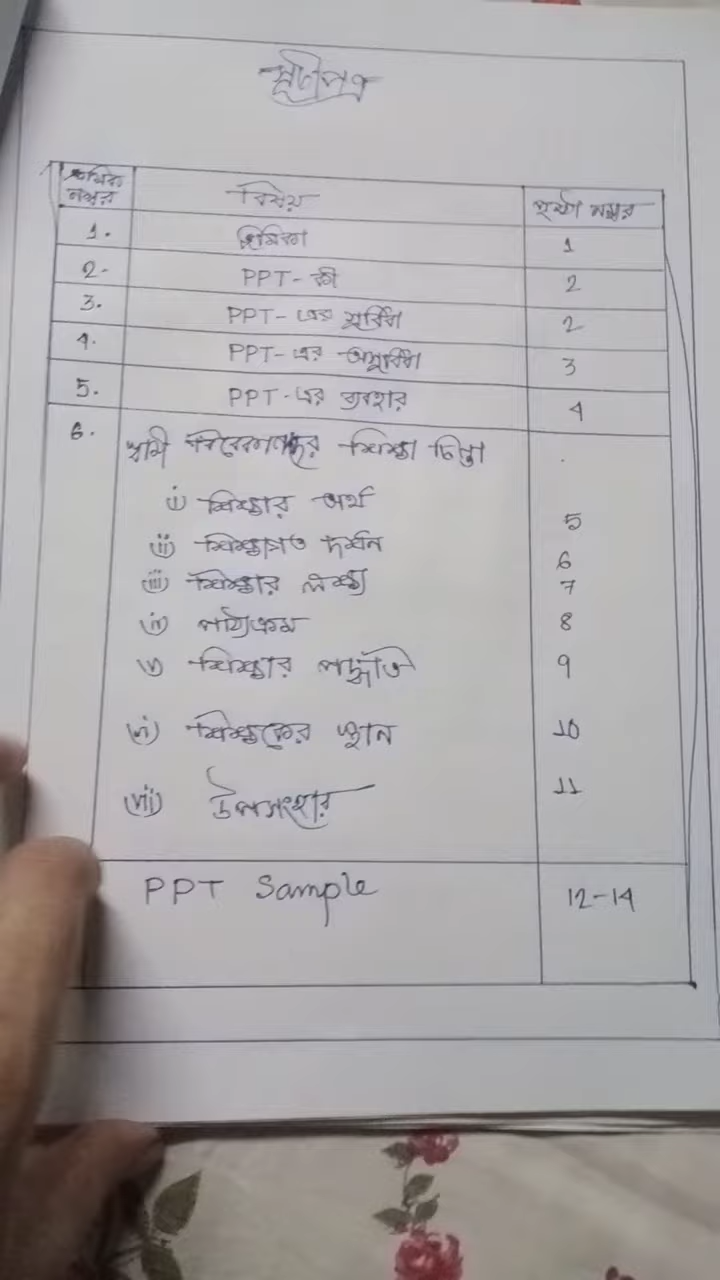 সূচীপত্র
ক্রমিক নম্বর বিষয় পৃষ্ঠা নম্বর
1. ভূমিকা 1
2. PPT- কী 2
3. PPT- এর সুবিধা 2
4. PPT-এর অসুবিধা 3
5. PPT-এর ব্যবহার 4
6. স্বামী বিবেকানন্দের শিক্ষা চিন্তা
i) শিক্ষার অর্থ 5
ii) শিক্ষাগত দর্শন 6
iii) শিক্ষার লক্ষ্য 7
iv) পাঠ্যক্রম 8
v) শিক্ষার পদ্ধতি 9
vi) শিক্ষকের স্থান 10
vii) উপসংহার 11
PPT Sample 12-14